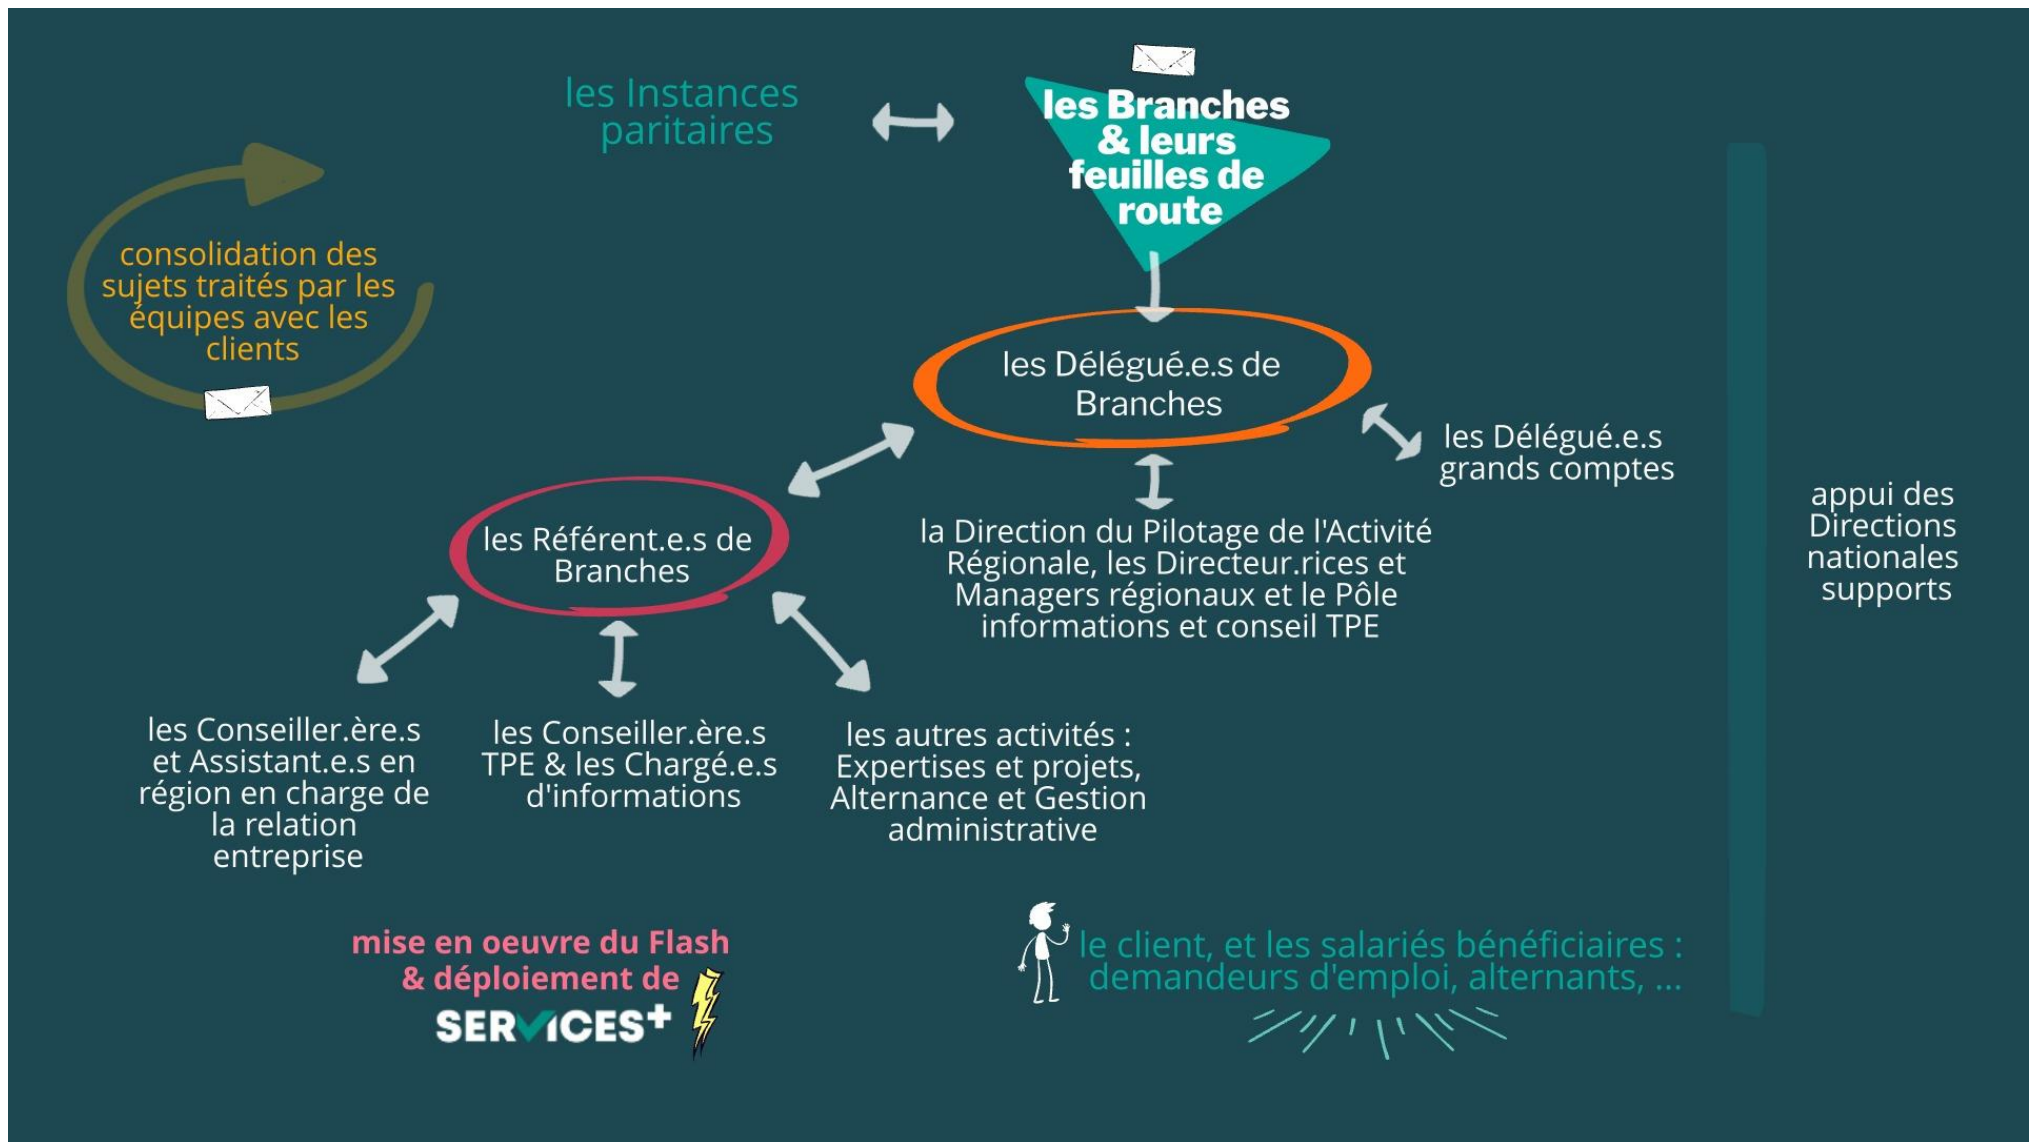 les Instances
paritaires
les Branches
& leurs
feuilles de
route
consolidation des
sujets traités par les
équipes avec les
clients
les Délégué.e.s de
Branches
les Délégué.e.s
grands comptes
appui des
Directions
nationales
supports
les Référent.e.s de
Branches
la Direction du Pilotage de l'Activité
Régionale, les Directeur.rices et
Managers régionaux et le Pôle
informations et conseil TPE
les Conseiller.ère.s
et Assistant.e.s en
région en charge de
la relation
entreprise
les Conseiller.ère.s
TPE & les Chargé.e.s
d'informations
les autres activités :
Expertises et projets,
Alternance et Gestion
administrative
mise en oeuvre du Flash
& déploiement de
SERVICES+
le client, et les salariés bénéficiaires :
demandeurs d'emploi, alternants, ...